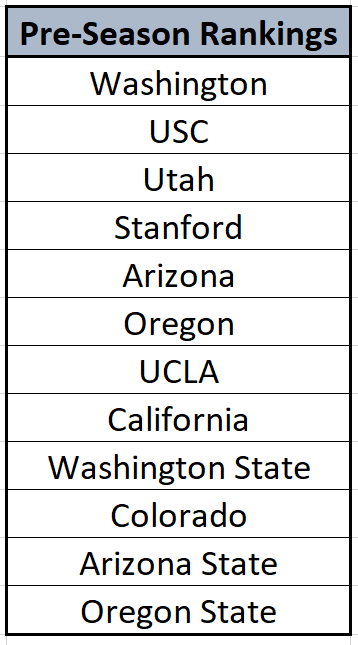 Pre-Season Rankings
Washington
USC
Utah
Stanford
Arizona
Oregon
UCLA
California
Washington State
Colorado
Arizona State
Oregon State